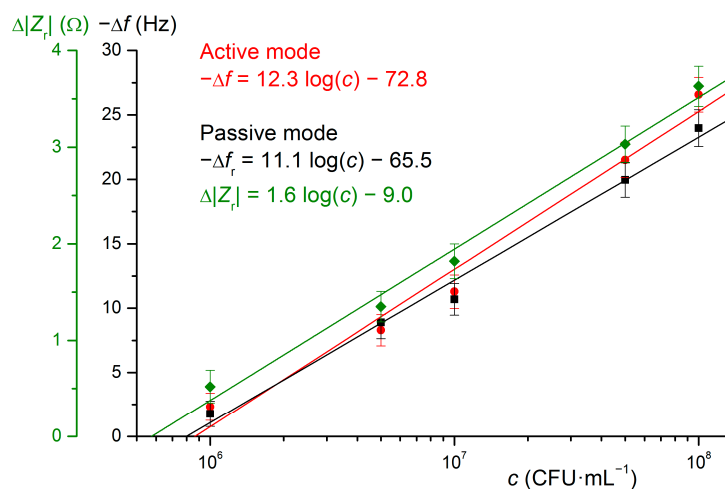 Δ|Zᵣ| (Ω) −Δf (Hz)
4
3
2
1
0
30
25
20
15
10
5
0
Active mode
−Δf = 12.3 log(c) − 72.8
Passive mode
−Δfᵣ = 11.1 log(c) − 65.5
Δ|Zᵣ| = 1.6 log(c) − 9.0
10⁶
10⁷
10⁸
c (CFU·mL⁻¹)